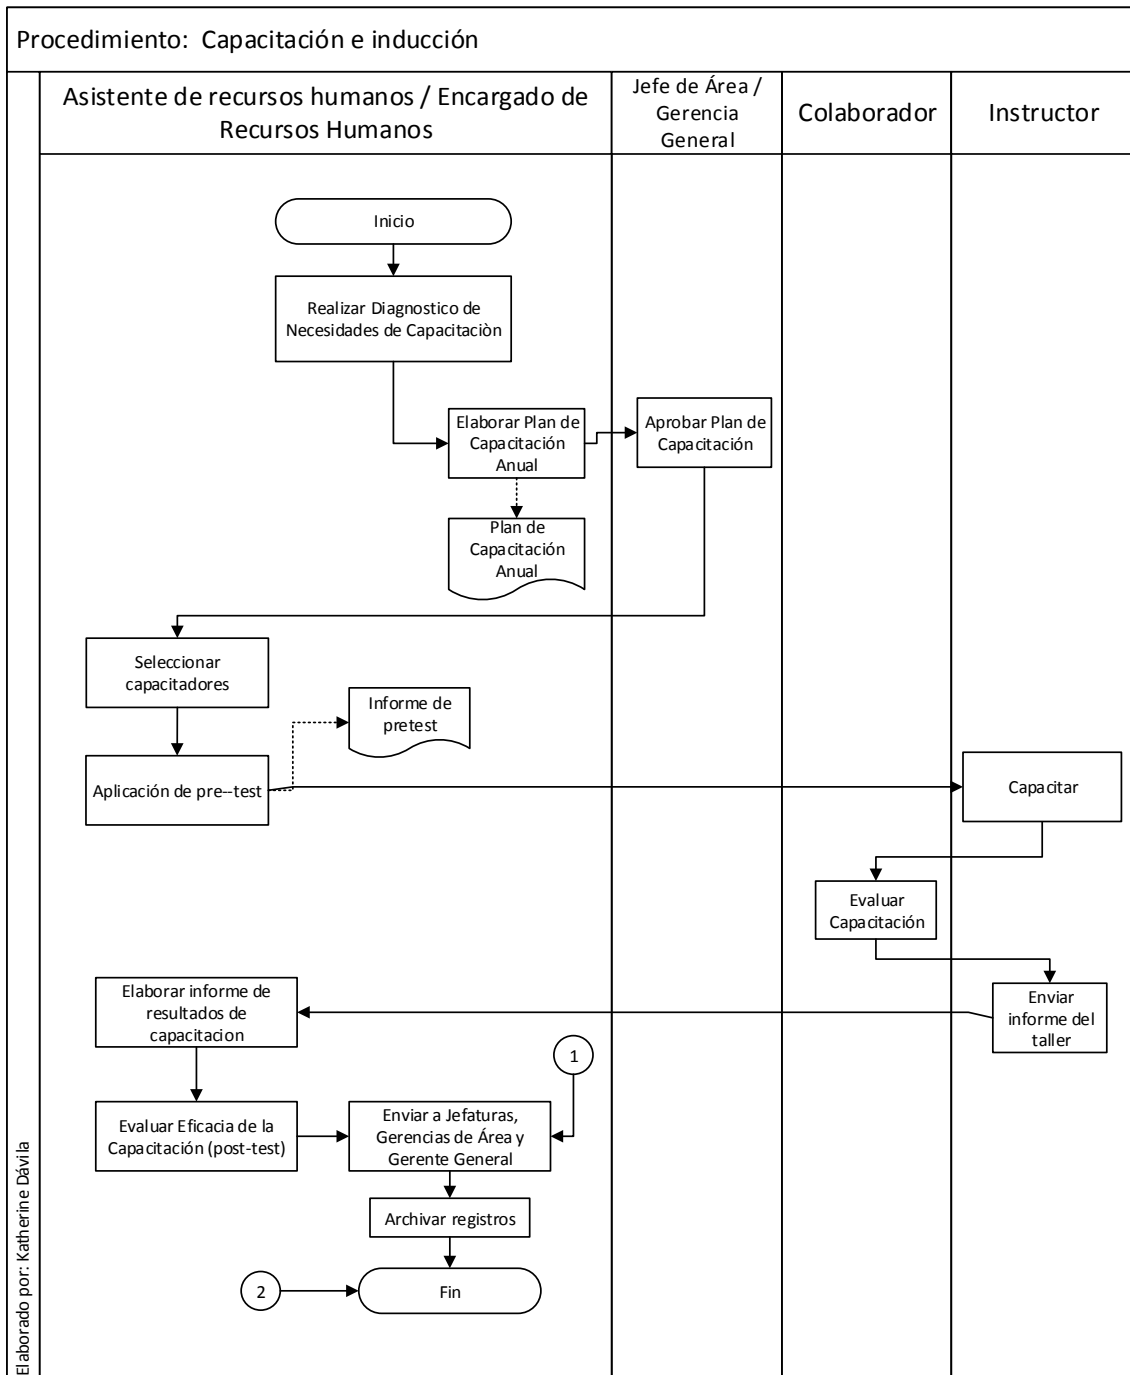 Procedimiento: Capacitación e inducción
Asistente de recursos humanos / Encargado de
Recursos Humanos
Jefe de Área /
Gerencia
General
Colaborador
Instructor
Inicio
Realizar Diagnostico de
Necesidades de Capacitaciòn
Elaborar Plan de
Capacitación
Anual
Aprobar Plan de
Capacitación
Plan de
Capacitación
Anual
Seleccionar
capacitadores
Informe de
pretest
Aplicación de pre--test
Capacitar
Evaluar
Capacitación
Elaborar informe de
resultados de
capacitacion
Enviar
informe del
taller
1
Evaluar Eficacia de la
Capacitación (post-test)
Enviar a Jefaturas,
Gerencias de Área y
Gerente General
Archivar registros
2
Fin
Elaborado por: Katherine Dávila